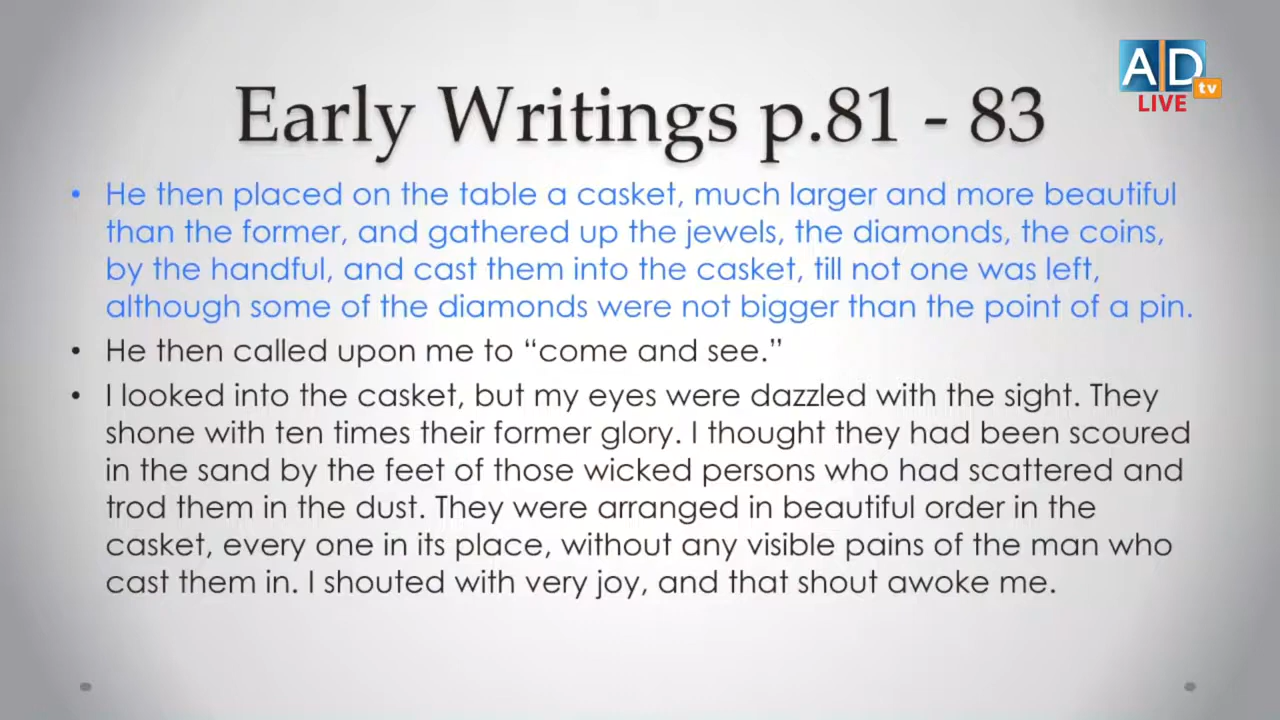 A|D
tv
LIVE
Early Writings p.81 - 83
• He then placed on the table a casket, much larger and more beautiful
than the former, and gathered up the jewels, the diamonds, the coins,
by the handful, and cast them into the casket, till not one was left,
although some of the diamonds were not bigger than the point of a pin.
• He then called upon me to “come and see.”
• I looked into the casket, but my eyes were dazzled with the sight. They
shone with ten times their former glory. I thought they had been scoured
in the sand by the feet of those wicked persons who had scattered and
trod them in the dust. They were arranged in beautiful order in the
casket, every one in its place, without any visible pains of the man who
cast them in. I shouted with very joy, and that shout awoke me.